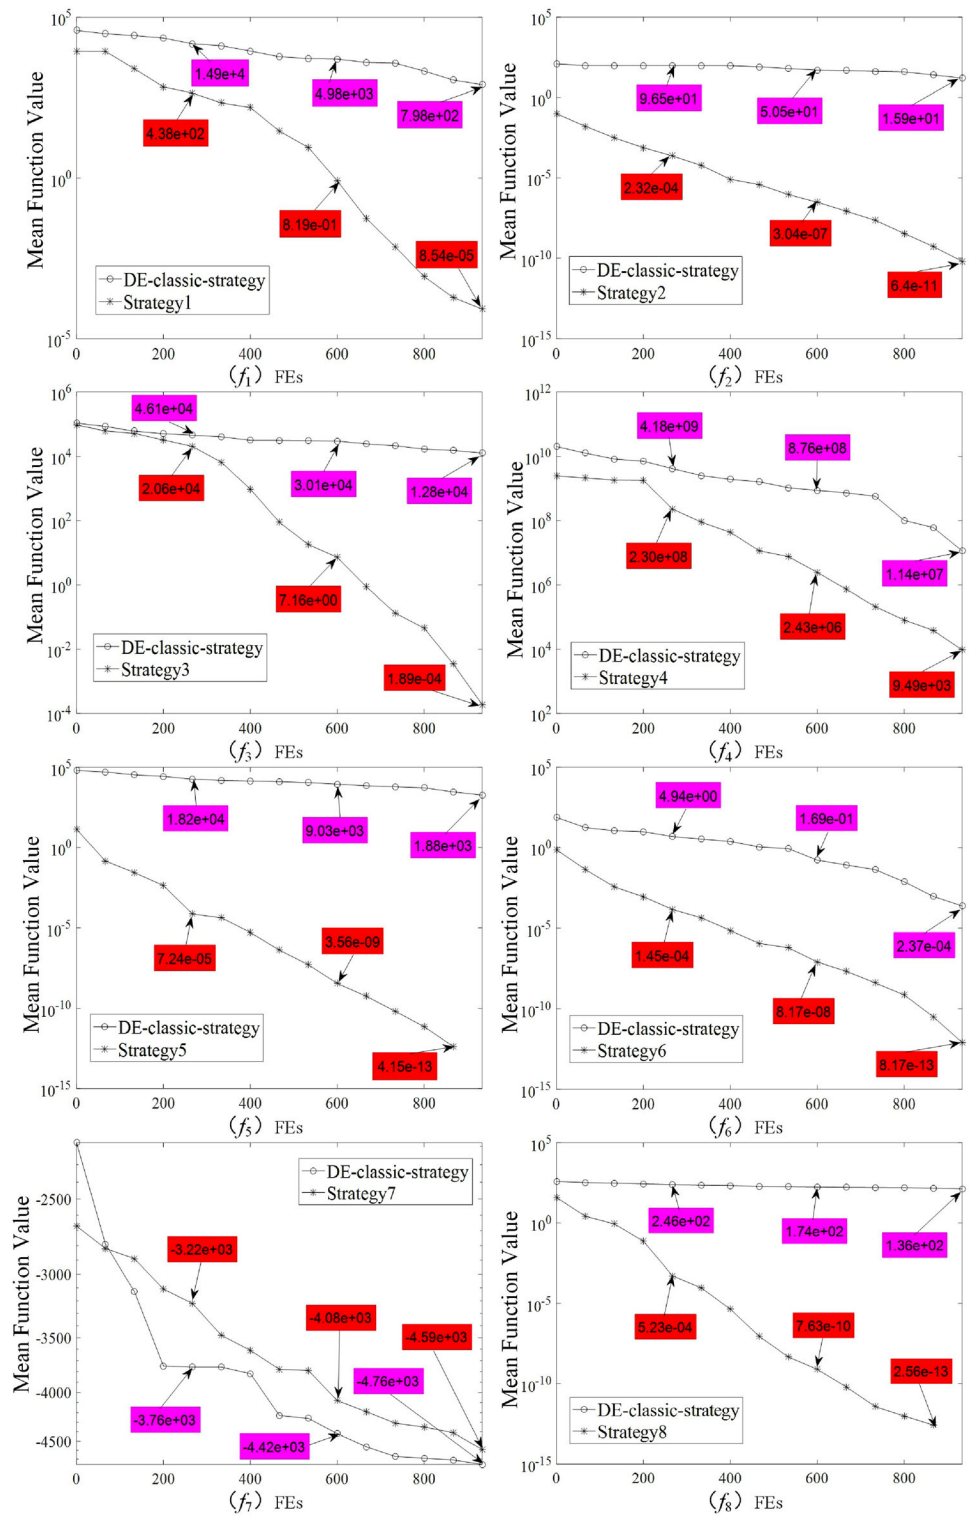 10^5
1.49e+4
4.98e+03
7.98e+02
4.38e+02
10^0
8.19e-01
8.54e-05
DE-classic-strategy
Strategy1
10^-5
0 200 400 600 800
Mean Function Value
(f1) FEs
10^5
9.65e+01
5.05e+01
1.59e+01
10^0
10^-5
2.32e-04
3.04e-07
10^-10
6.4e-11
DE-classic-strategy
Strategy2
10^-15
0 200 400 600 800
Mean Function Value
(f2) FEs
10^6
4.61e+04
10^4
2.06e+04
3.01e+04
1.28e+04
10^2
10^0
7.16e+00
10^-2
DE-classic-strategy
Strategy3
1.89e-04
10^-4
0 200 400 600 800
Mean Function Value
(f3) FEs
10^12
4.18e+09
8.76e+08
10^10
10^8
2.30e+08
1.14e+07
10^6
2.43e+06
10^4
DE-classic-strategy
Strategy4
9.49e+03
10^2
0 200 400 600 800
Mean Function Value
(f4) FEs
10^5
1.82e+04
9.03e+03
1.88e+03
10^0
10^-5
7.24e-05
3.56e-09
10^-10
DE-classic-strategy
Strategy5
4.15e-13
10^-15
0 200 400 600 800
Mean Function Value
(f5) FEs
10^5
4.94e+00
1.69e-01
10^0
10^-5
1.45e-04
2.37e-04
10^-10
8.17e-08
DE-classic-strategy
Strategy6
8.17e-13
10^-15
0 200 400 600 800
Mean Function Value
(f6) FEs
DE-classic-strategy
Strategy7
-2500
-3.22e+03
-3000
-3500
-4.08e+03
-4.59e+03
-4.76e+03
-4000
-3.76e+03
-4500
-4.42e+03
0 200 400 600 800
Mean Function Value
(f7) FEs
10^5
2.46e+02
1.74e+02
1.36e+02
10^0
10^-5
5.23e-04
7.63e-10
10^-10
2.56e-13
DE-classic-strategy
Strategy8
10^-15
0 200 400 600 800
Mean Function Value
(f8) FEs